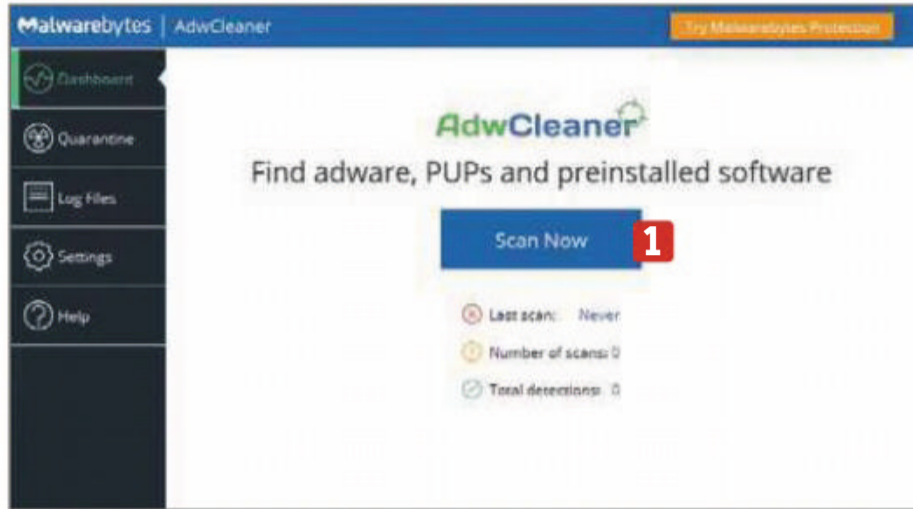 Malwarebytes | AdwCleaner
Try Malwarebytes Protection
Dashboard
Quarantine
Log Files
Settings
Help
AdwCleaner
Find adware, PUPs and preinstalled software
Scan Now
1
Last scan: Never
Number of scans: 0
Total detections: 0